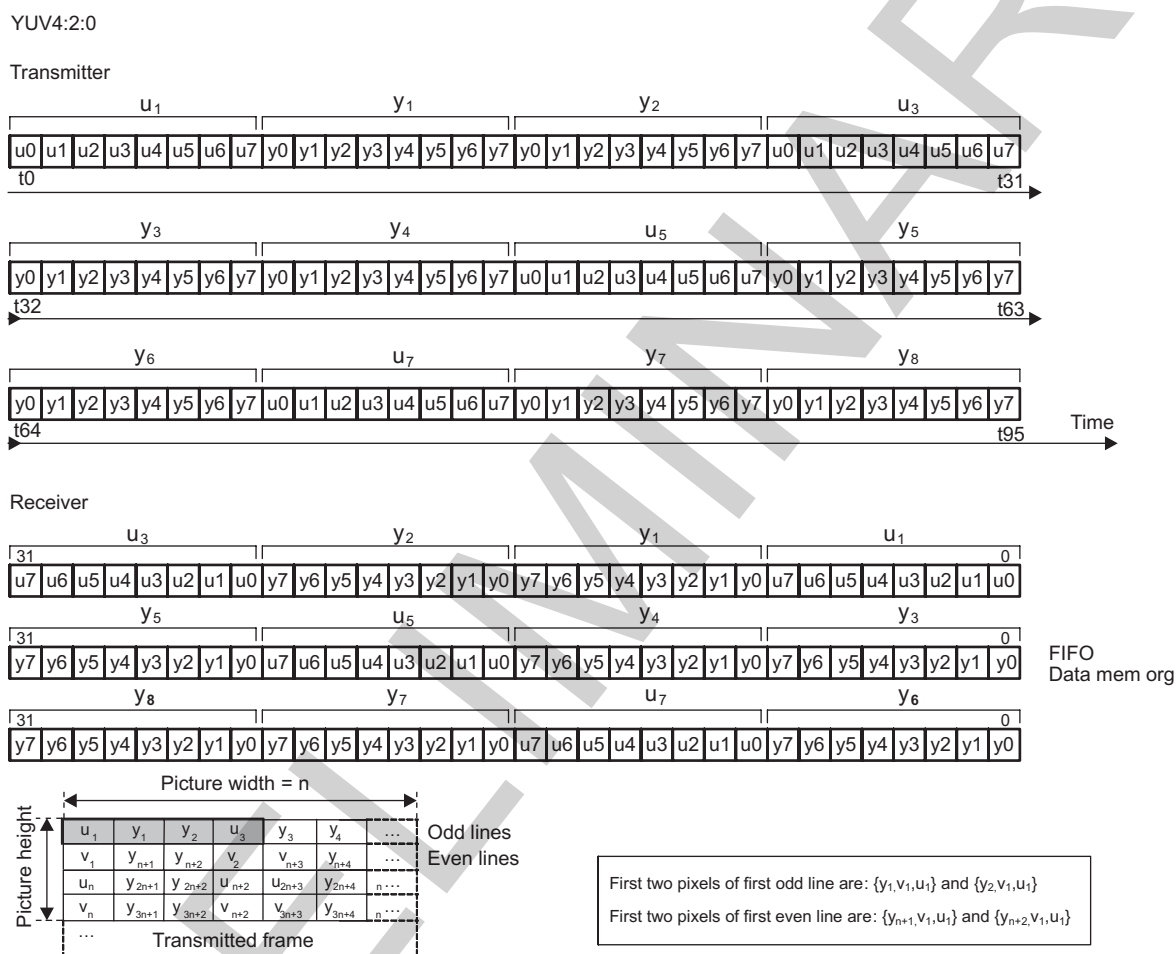 YUV4:2:0
Transmitter
u1 y1 y2 u3
u0 u1 u2 u3 u4 u5 u6 u7 y0 y1 y2 y3 y4 y5 y6 y7 y0 y1 y2 y3 y4 y5 y6 y7 u0 u1 u2 u3 u4 u5 u6 u7
t0 t31
y3 y4 u5 y5
y0 y1 y2 y3 y4 y5 y6 y7 y0 y1 y2 y3 y4 y5 y6 y7 u0 u1 u2 u3 u4 u5 u6 u7 y0 y1 y2 y3 y4 y5 y6 y7
t32 t63
y6 u7 y7 y8
y0 y1 y2 y3 y4 y5 y6 y7 u0 u1 u2 u3 u4 u5 u6 u7 y0 y1 y2 y3 y4 y5 y6 y7 y0 y1 y2 y3 y4 y5 y6 y7
t64 t95 Time
Receiver
u3 y2 y1 u1
31 0
u7 u6 u5 u4 u3 u2 u1 u0 y7 y6 y5 y4 y3 y2 y1 y0 y7 y6 y5 y4 y3 y2 y1 y0 u7 u6 u5 u4 u3 u2 u1 u0
y5 u5 y4 y3
31 0
y7 y6 y5 y4 y3 y2 y1 y0 u7 u6 u5 u4 u3 u2 u1 u0 y7 y6 y5 y4 y3 y2 y1 y0 y7 y6 y5 y4 y3 y2 y1 y0
FIFO
Data mem org
y8 y7 u7 y6
31 0
y7 y6 y5 y4 y3 y2 y1 y0 y7 y6 y5 y4 y3 y2 y1 y0 u7 u6 u5 u4 u3 u2 u1 u0 y7 y6 y5 y4 y3 y2 y1 y0
Picture width = n
Picture height
u1 y1 y2 u3 y3 y4 ... Odd lines
v1 yn+1 yn+2 v2 vn+3 yn+4 ... Even lines
un y2n+1 y2n+2 un+2 u2n+3 y2n+4 n ...
vn y3n+1 y3n+2 vn+2 v3n+3 y3n+4 n ...
... Transmitted frame
First two pixels of first odd line are: {y1,v1,u1} and {y2,v1,u1}
First two pixels of first even line are: {yn+1,v1,u1} and {yn+2,v1,u1}
ELIMINAR